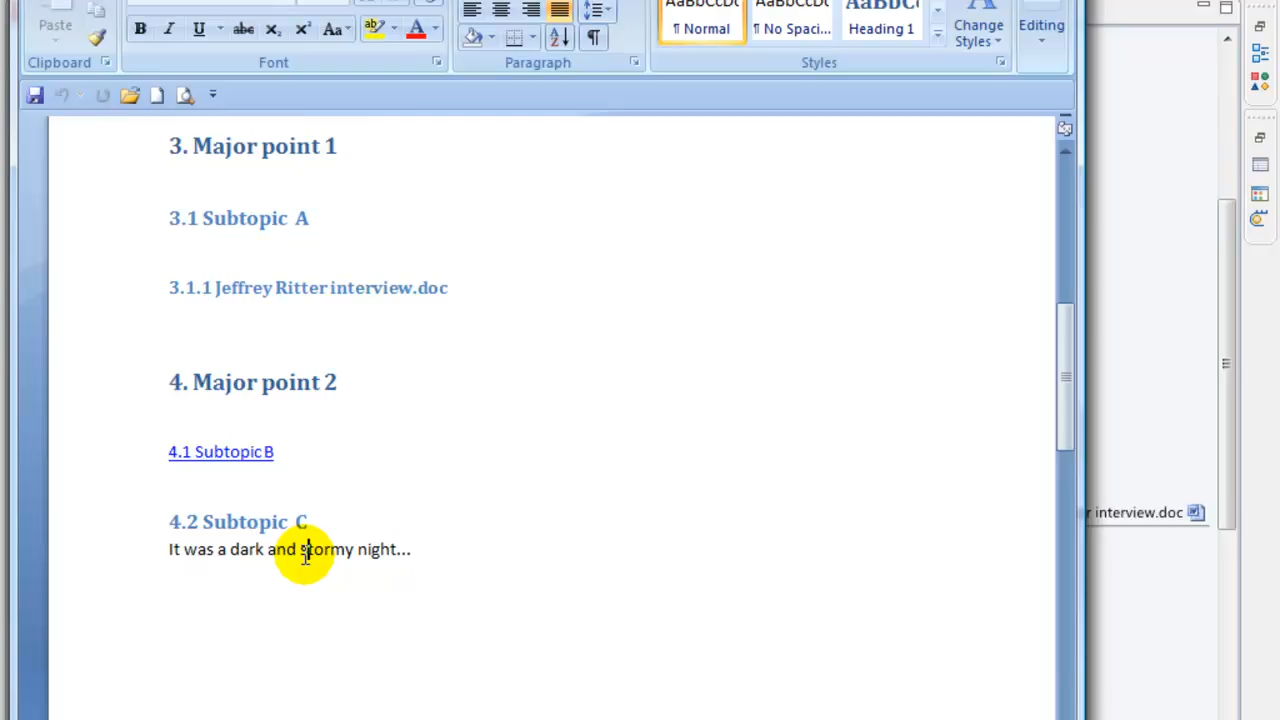 Paste
B I U abc x₂ x² Aa ab A
AaBbCcDc AaBbCcDc AaBbC
¶ Normal ¶ No Spaci... Heading 1
Change
Styles
Editing
Clipboard Font Paragraph Styles
3. Major point 1
3.1 Subtopic A
3.1.1 Jeffrey Ritter interview.doc
4. Major point 2
4.1 Subtopic B
4.2 Subtopic C
It was a dark and stormy night...
r interview.doc